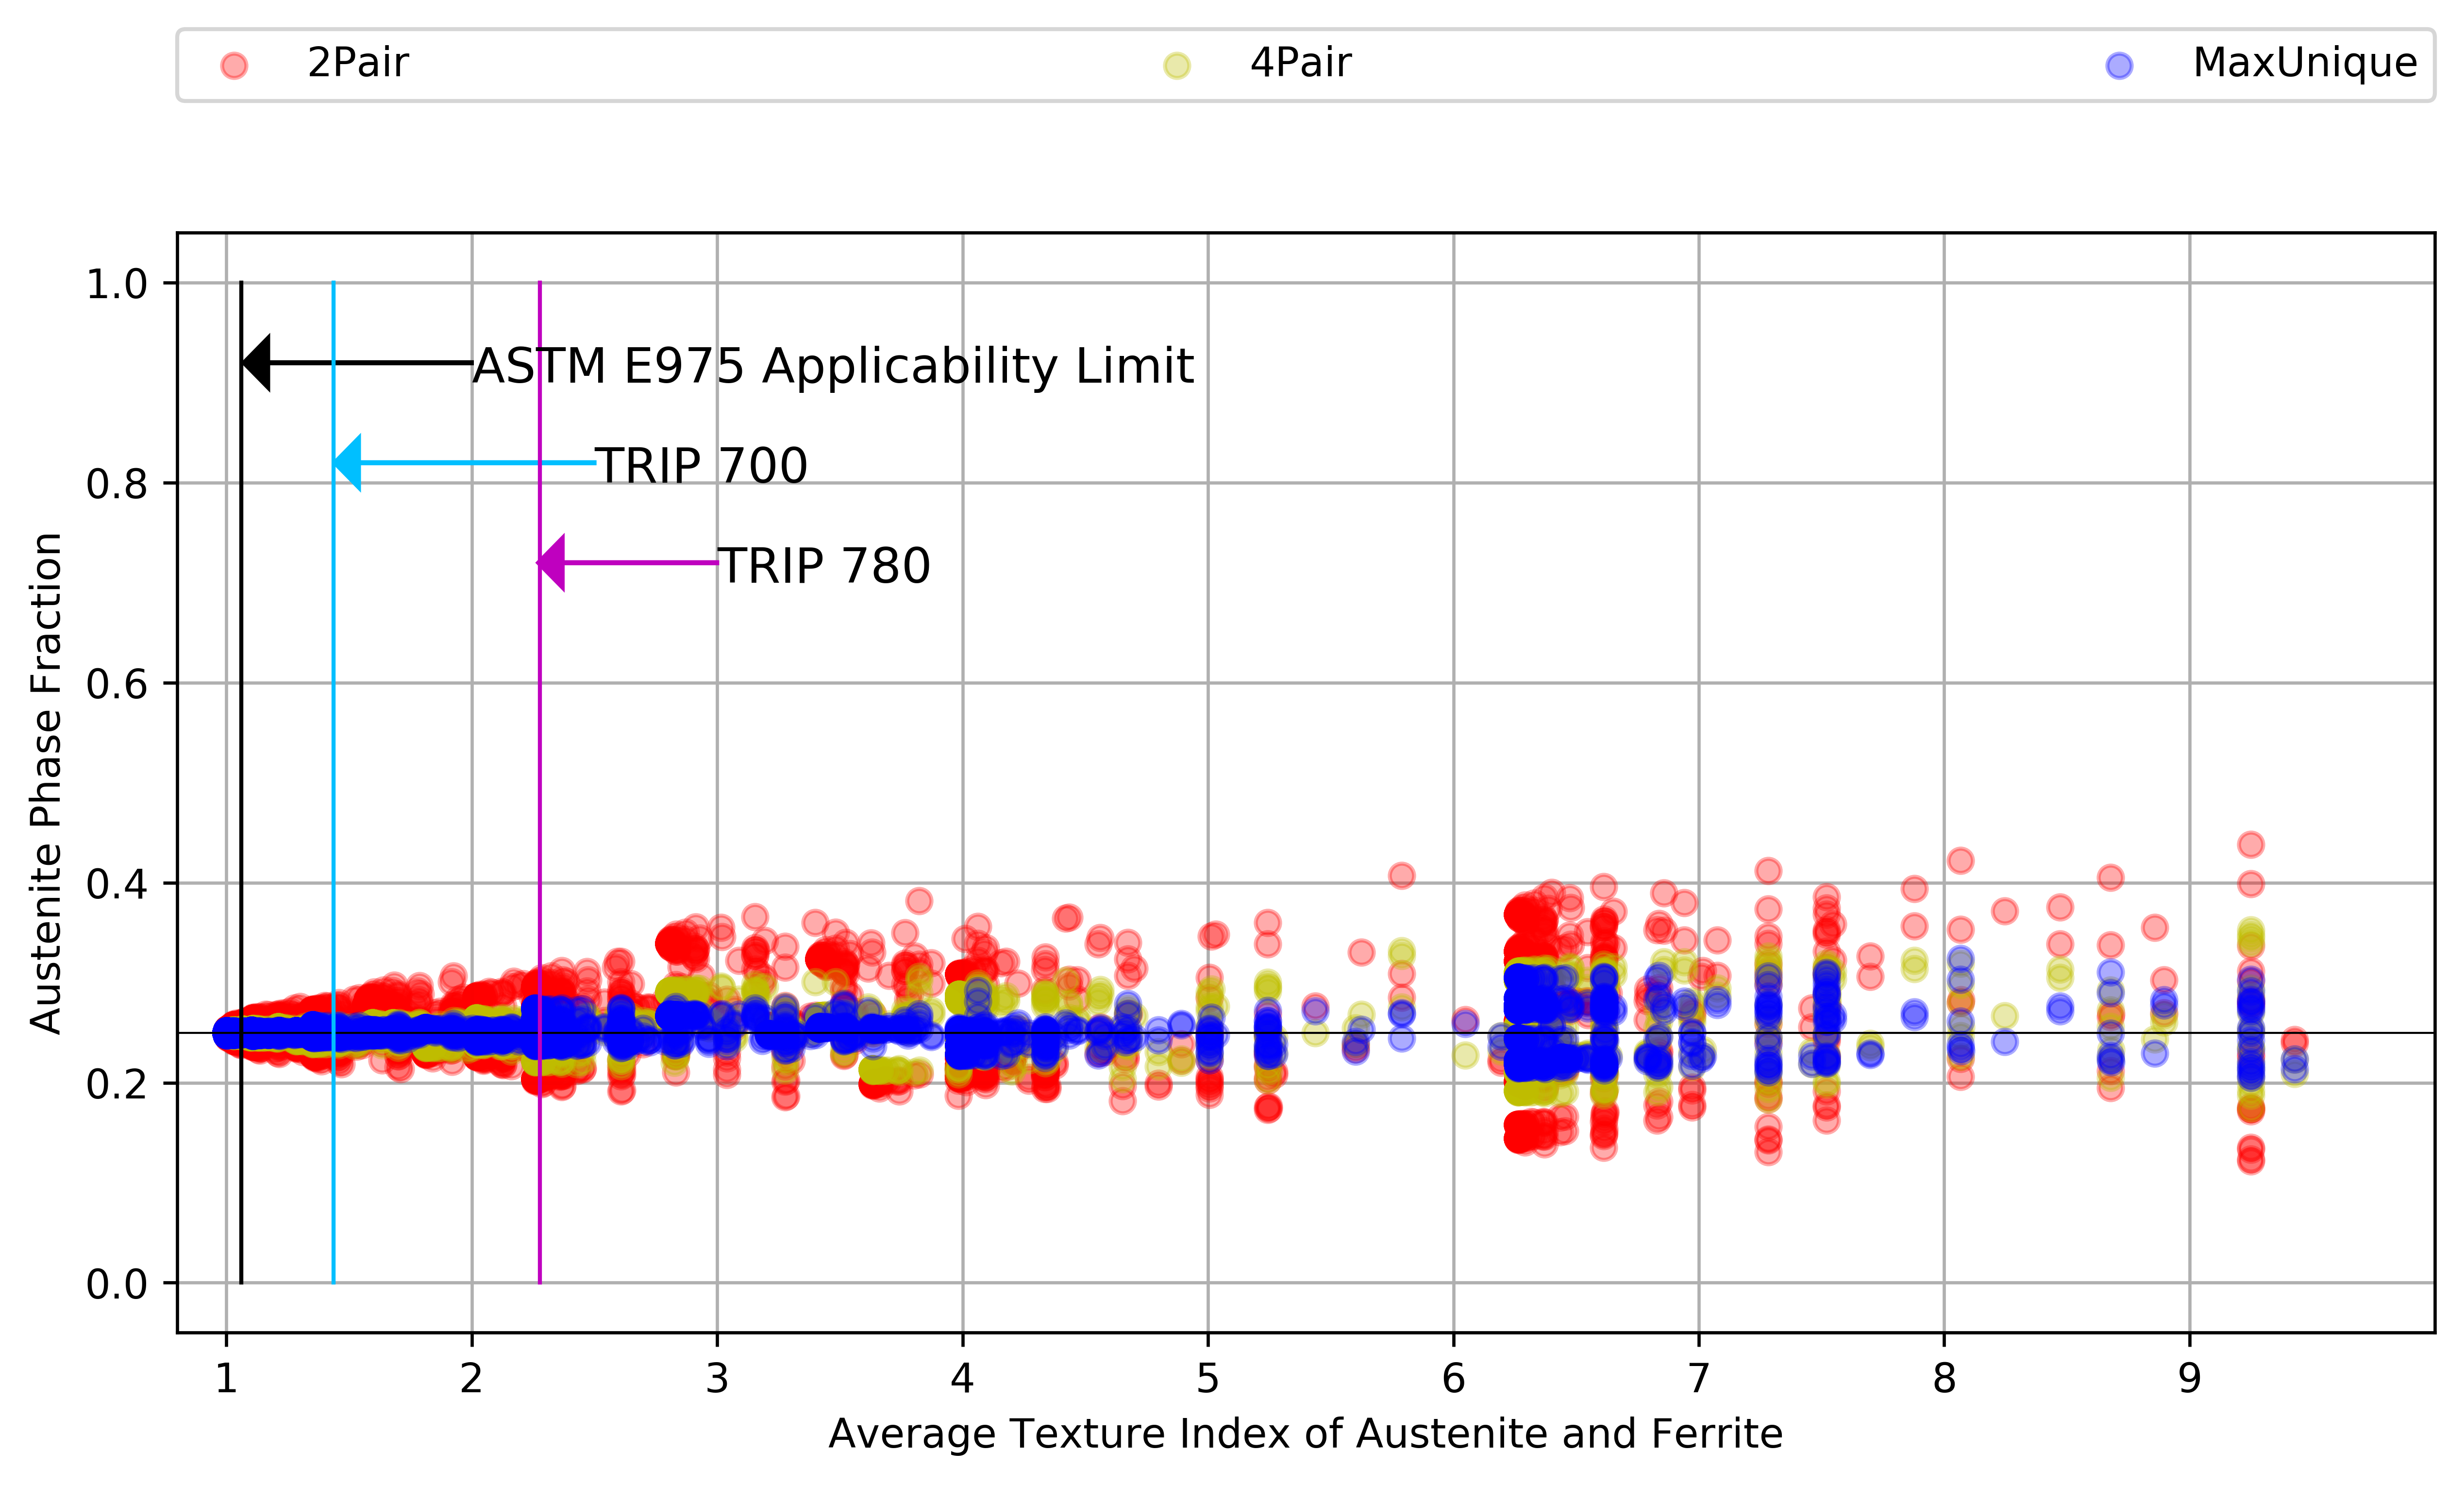 2Pair 4Pair MaxUnique
1.0
ASTM E975 Applicability Limit
TRIP 700
0.8
TRIP 780
0.6
0.4
0.2
0.0
Austenite Phase Fraction
1 2 3 4 5 6 7 8 9
Average Texture Index of Austenite and Ferrite